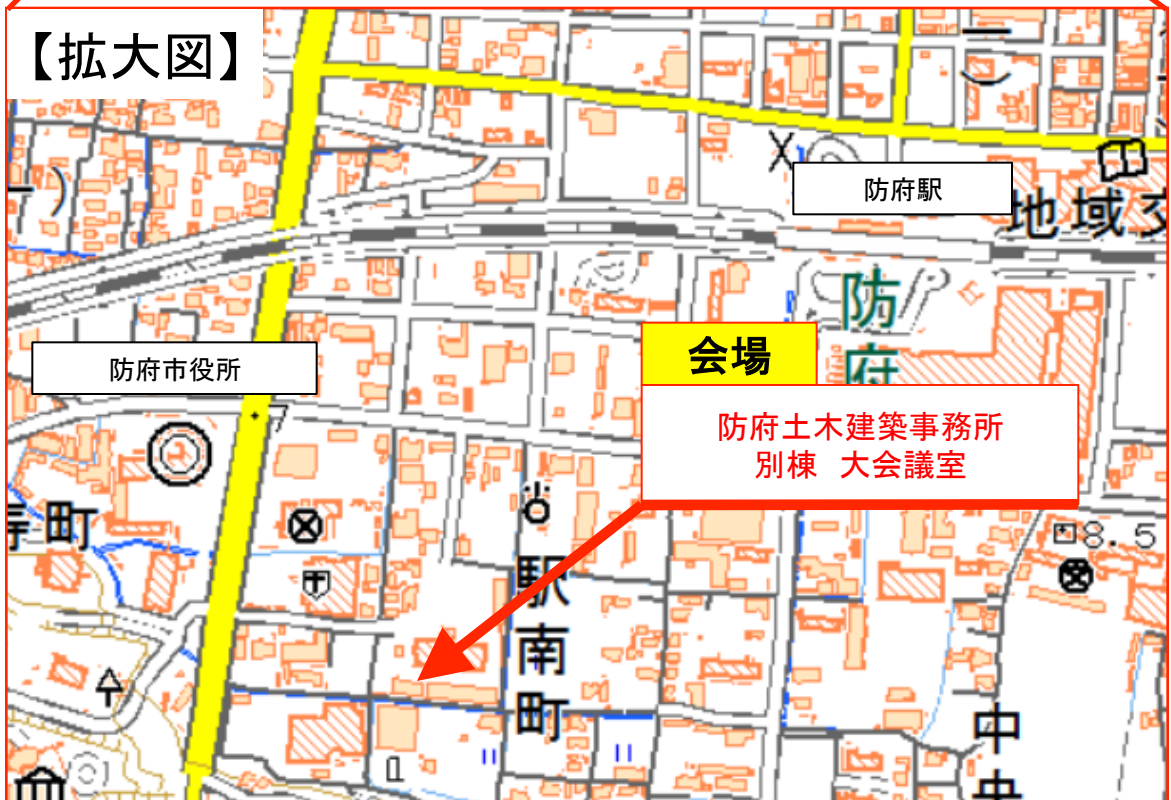 【拡大図】
防府駅
地域交
防府
防府市役所
会場
防府土木建築事務所
別棟 大会議室
寿町
8.5
駅南町
中央